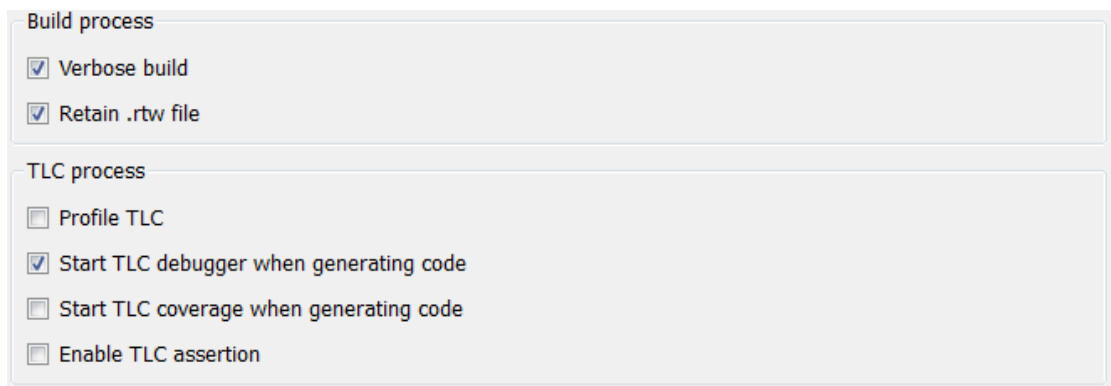 Build process
Verbose build
Retain .rtw file
TLC process
Profile TLC
Start TLC debugger when generating code
Start TLC coverage when generating code
Enable TLC assertion